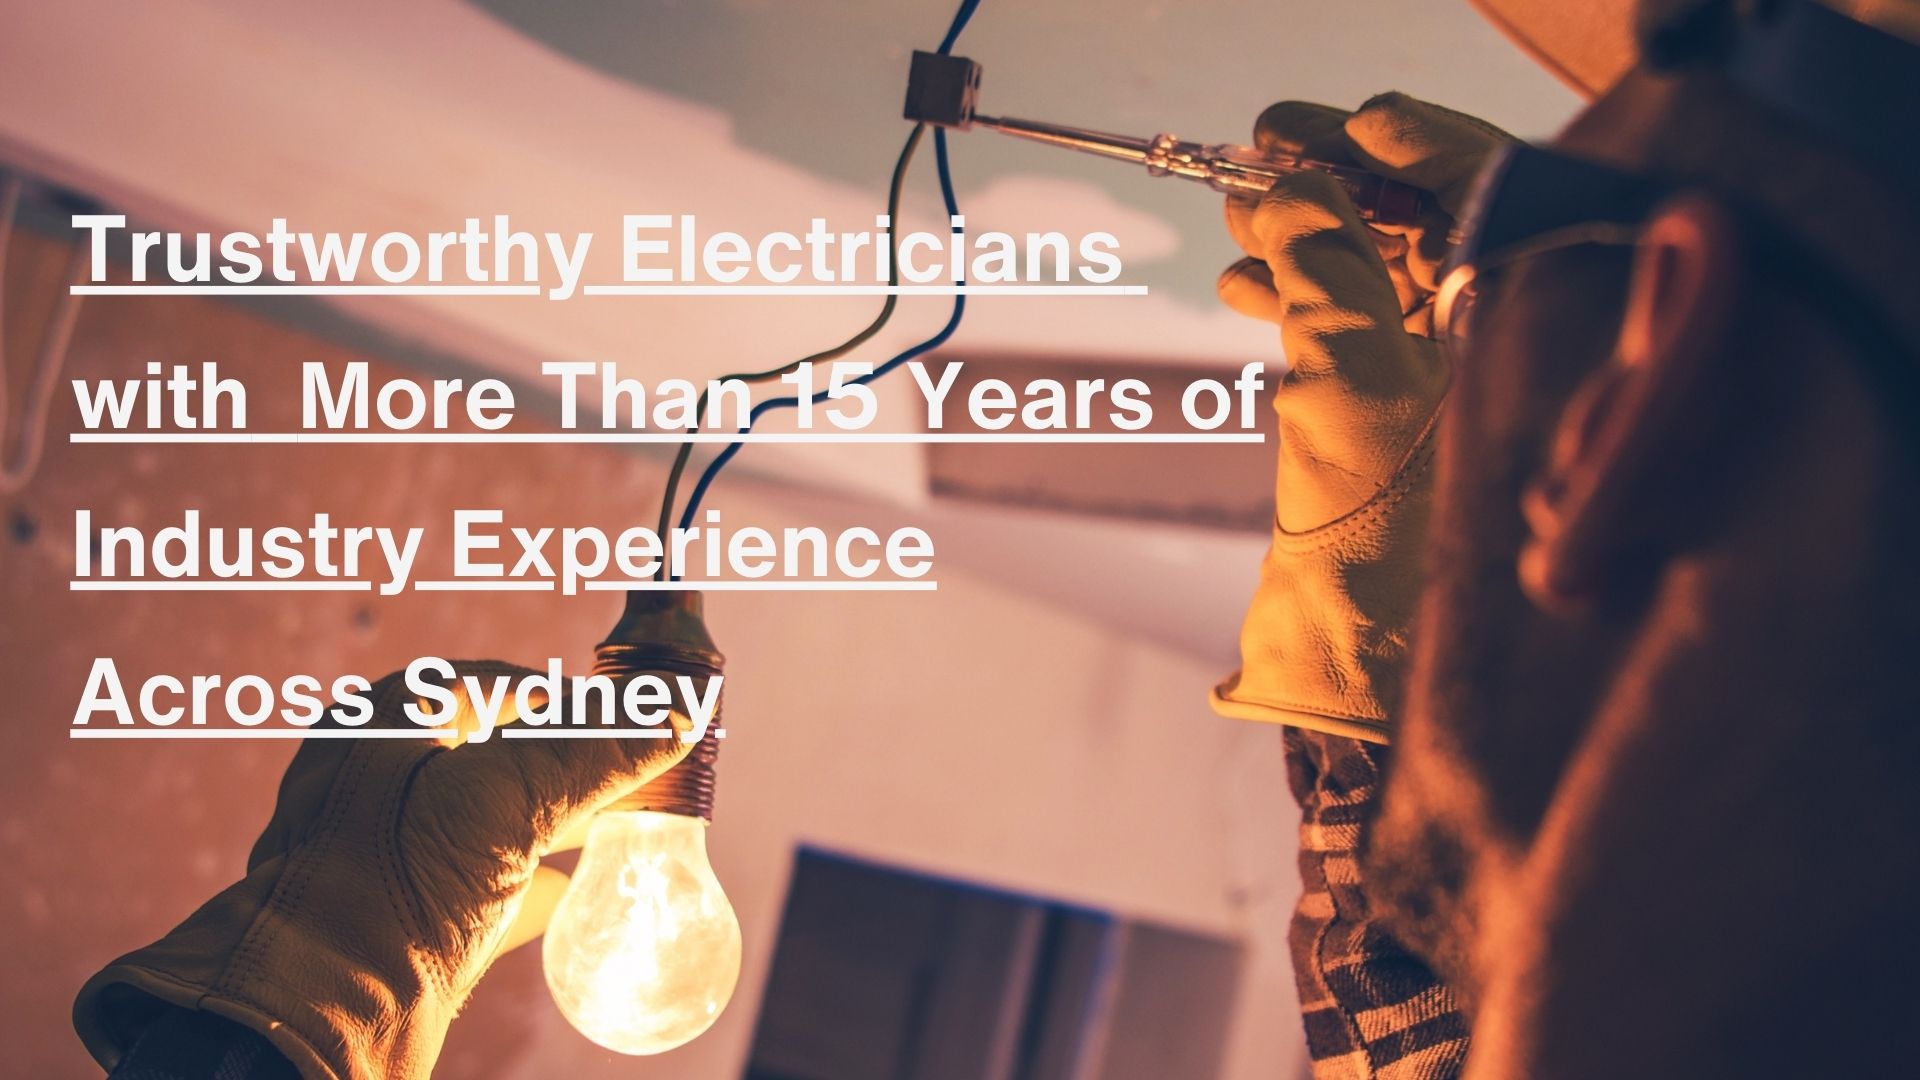 Trustworthy Electricians
with  More Than 15 Years of
Industry Experience
Across Sydney